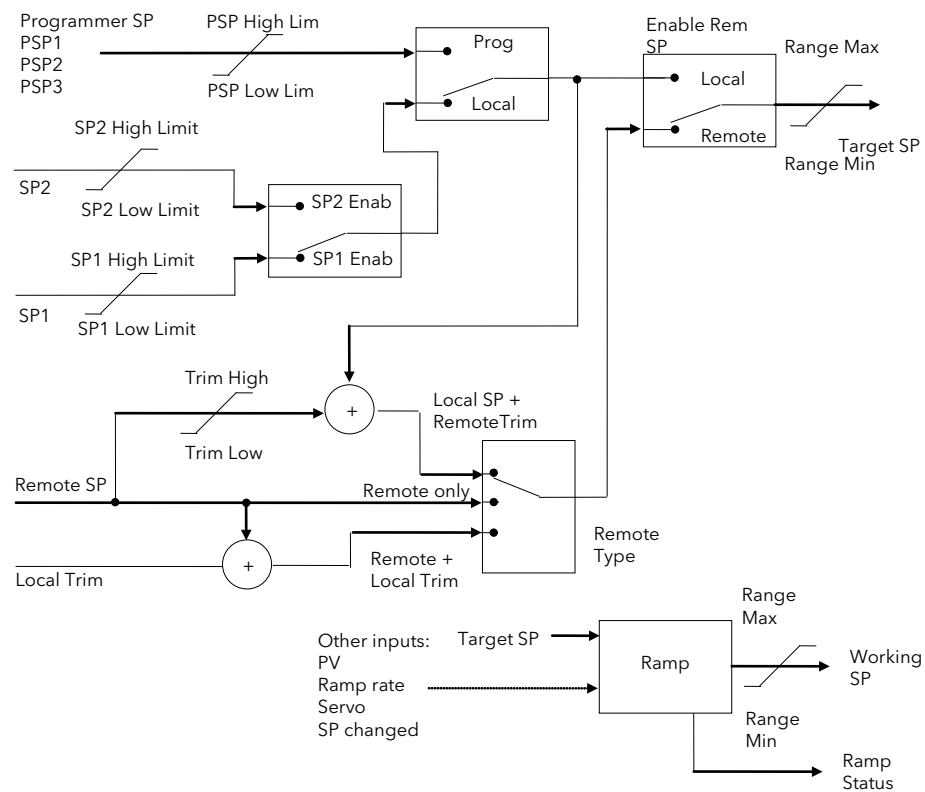 Programmer SP
PSP1
PSP2
PSP3
PSP High Lim
PSP Low Lim
Prog
Local
Enable Rem
SP
Local
Remote
Range Max
Range Min
Target SP
SP2 High Limit
SP2
SP2 Low Limit
SP2 Enab
SP1 Enab
SP1 High Limit
SP1
SP1 Low Limit
Trim High
Trim Low
+
Local SP +
RemoteTrim
Remote SP
Remote only
+
Local Trim
Remote +
Local Trim
Remote
Type
Other inputs:
PV
Ramp rate
Servo
SP changed
Target SP
Ramp
Range
Max
Range
Min
Working
SP
Ramp
Status